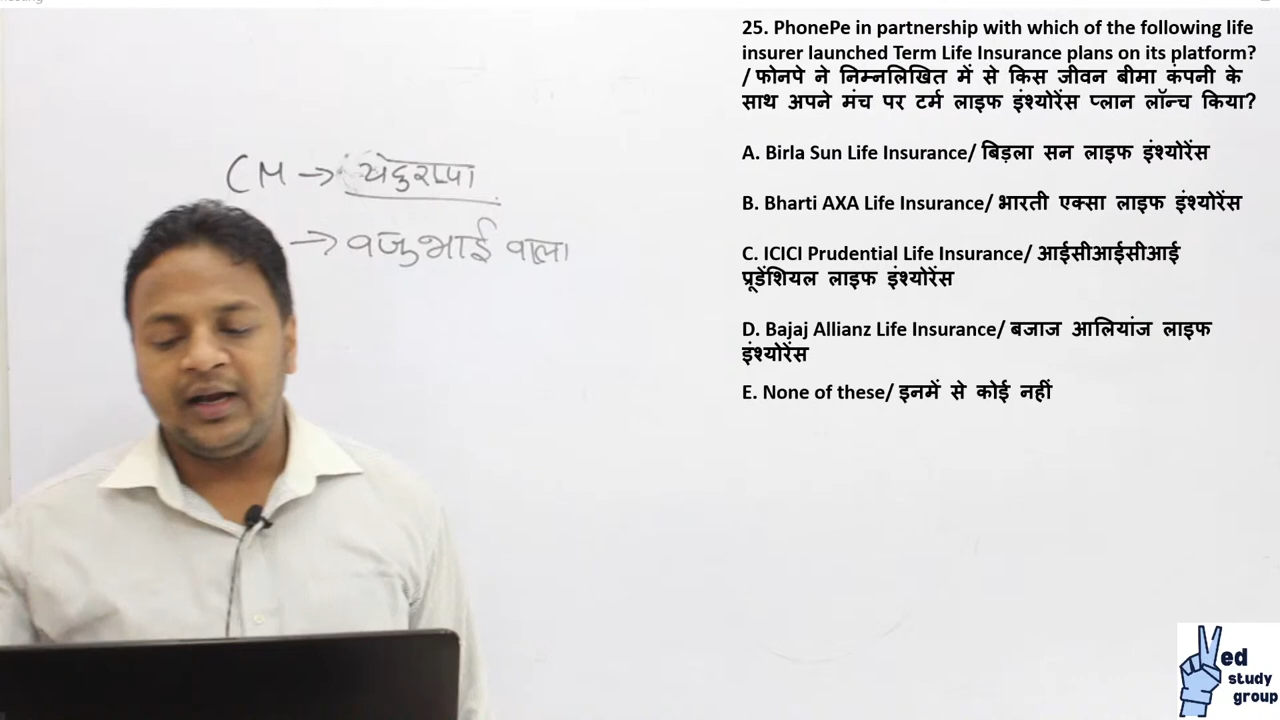 25. PhonePe in partnership with which of the following life
insurer launched Term Life Insurance plans on its platform?
/ फोनपे ने निम्नलिखित में से किस जीवन बीमा कंपनी के
साथ अपने मंच पर टर्म लाइफ इंश्योरेंस प्लान लॉन्च किया?
A. Birla Sun Life Insurance/ बिड़ला सन लाइफ इंश्योरेंस
B. Bharti AXA Life Insurance/ भारती एक्सा लाइफ इंश्योरेंस
C. ICICI Prudential Life Insurance/ आईसीआईसीआई
प्रूडेंशियल लाइफ इंश्योरेंस
D. Bajaj Allianz Life Insurance/ बजाज आलियांज लाइफ
इंश्योरेंस
E. None of these/ इनमें से कोई नहीं
CM →
→ वजुभाई वाला
Ved
study
group